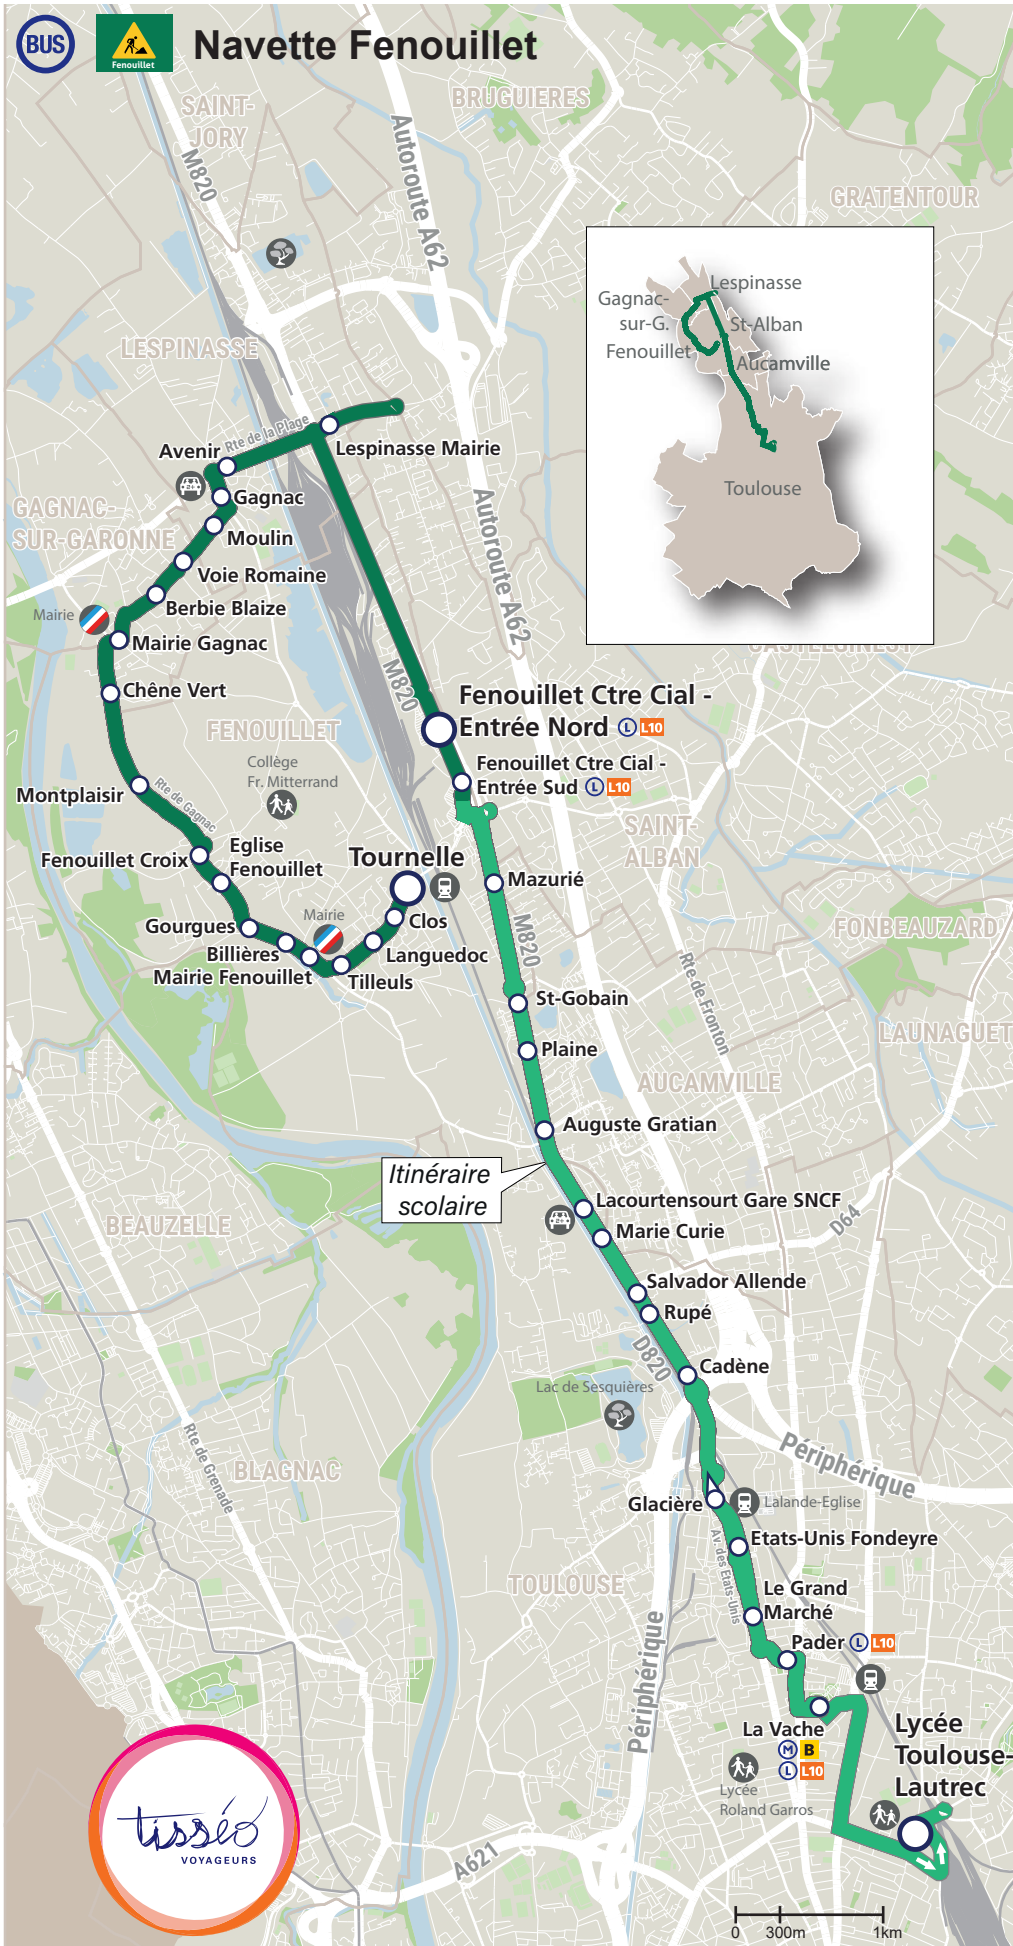 BUS
Fenouillet
Navette Fenouillet
SAINT-
JORY
BRUGUIERES
M820
Autoroute A62
GRATENTOUR
LESPINASSE
Lespinasse
Gagnac-
sur-G.
St-Alban
Fenouillet
Aucamville
Toulouse
Rte de la Plage
Avenir
Lespinasse Mairie
Gagnac
GAGNAC-
SUR-GARONNE
Moulin
Autoroute A62
Voie Romaine
Berbie Blaize
Mairie
Mairie Gagnac
CASTELGINEST
M820
Chêne Vert
Fenouillet Ctre Cial -
Entrée Nord L L10
FENOUILLET
Collège
Fr. Mitterrand
Fenouillet Ctre Cial -
Entrée Sud L L10
Montplaisir
Rte de Gagnac
SAINT-
ALBAN
Eglise
Fenouillet
Fenouillet Croix
Tournelle
Mazurié
Mairie
Clos
Gourgues
M820
FONBEAUZARD
Billières
Languedoc
Mairie Fenouillet
Tilleuls
St-Gobain
Rte de Fronton
LAUNAGUET
Plaine
AUCAMVILLE
Auguste Gratian
Itinéraire
scolaire
Lacourtensourt Gare SNCF
BEAUZELLE
D64
Marie Curie
Salvador Allende
Rupé
D820
Cadène
Lac de Sesquières
Périphérique
Rte de Grenade
BLAGNAC
Glacière
Lalande-Eglise
Av. des Etats-Unis
Etats-Unis Fondeyre
TOULOUSE
Le Grand
Marché
Périphérique
Pader L L10
La Vache
M B
L L10
Lycée
Toulouse-
Lautrec
Lycée
Roland Garros
tisséo
VOYAGEURS
A621
0 300m 1km